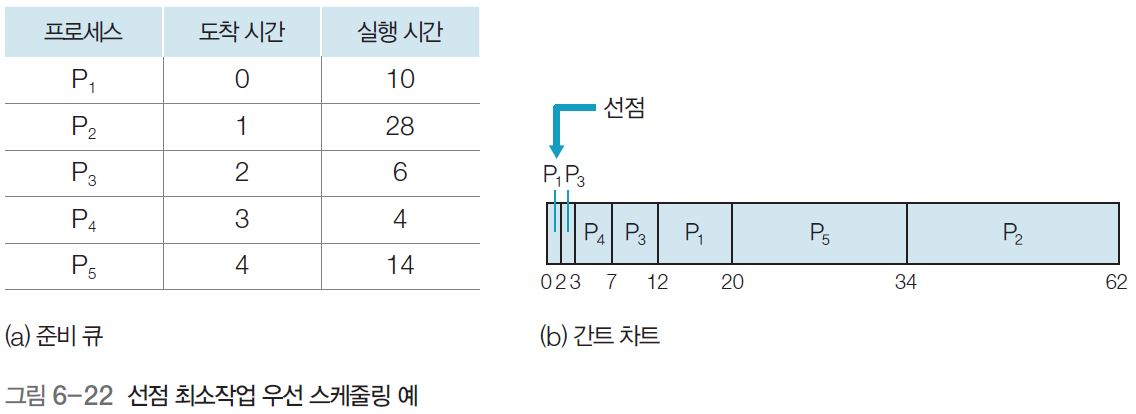 프로세스 도착 시간 실행 시간
P₁ 0 10
P₂ 1 28
P₃ 2 6
P₄ 3 4
P₅ 4 14
(a) 준비 큐
선점
P₁ P₃
P₄ P₃ P₁ P₅ P₂
0 2 3 7 12 20 34 62
(b) 간트 차트
그림 6-22 선점 최소작업 우선 스케줄링 예